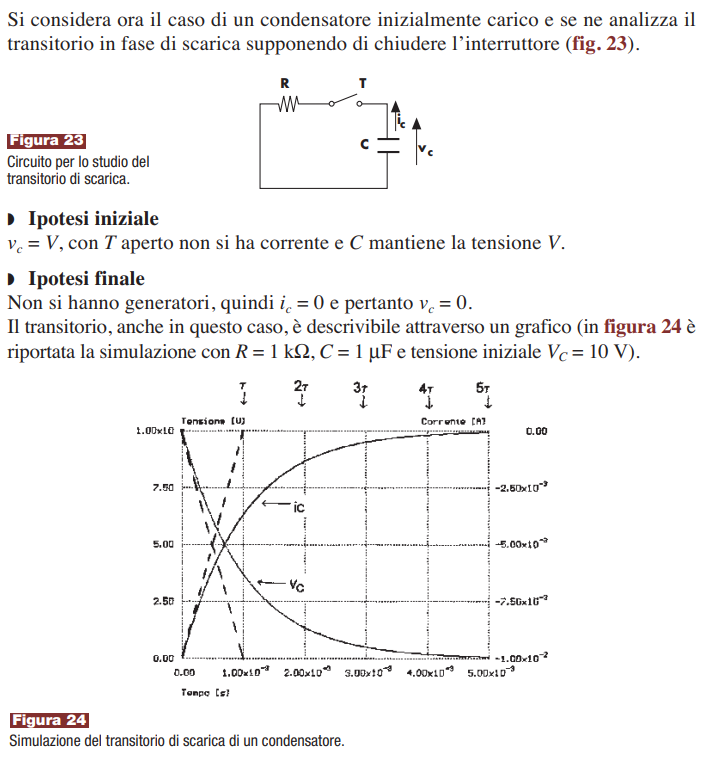 Si considera ora il caso di un condensatore inizialmente carico e se ne analizza il
transitorio in fase di scarica supponendo di chiudere l'interruttore (fig. 23).
R
T
i_c
C
v_c
Figura 23
Circuito per lo studio del
transitorio di scarica.
◗ Ipotesi iniziale
v_c = V, con T aperto non si ha corrente e C mantiene la tensione V.
◗ Ipotesi finale
Non si hanno generatori, quindi i_c = 0 e pertanto v_c = 0.
Il transitorio, anche in questo caso, è descrivibile attraverso un grafico (in figura 24 è
riportata la simulazione con R = 1 kΩ, C = 1 μF e tensione iniziale V_C = 10 V).
τ 2τ 3τ 4τ 5τ
Tensione [V] Corrente [A]
1.00x10 0.00
7.50 -2.50x10⁻³
iC
5.00 -5.00x10⁻³
VC
2.50 -7.50x10⁻³
0.00 -1.00x10⁻²
0.00 1.00x10⁻³ 2.00x10⁻³ 3.00x10⁻³ 4.00x10⁻³ 5.00x10⁻³
Tempo [s]
Figura 24
Simulazione del transitorio di scarica di un condensatore.